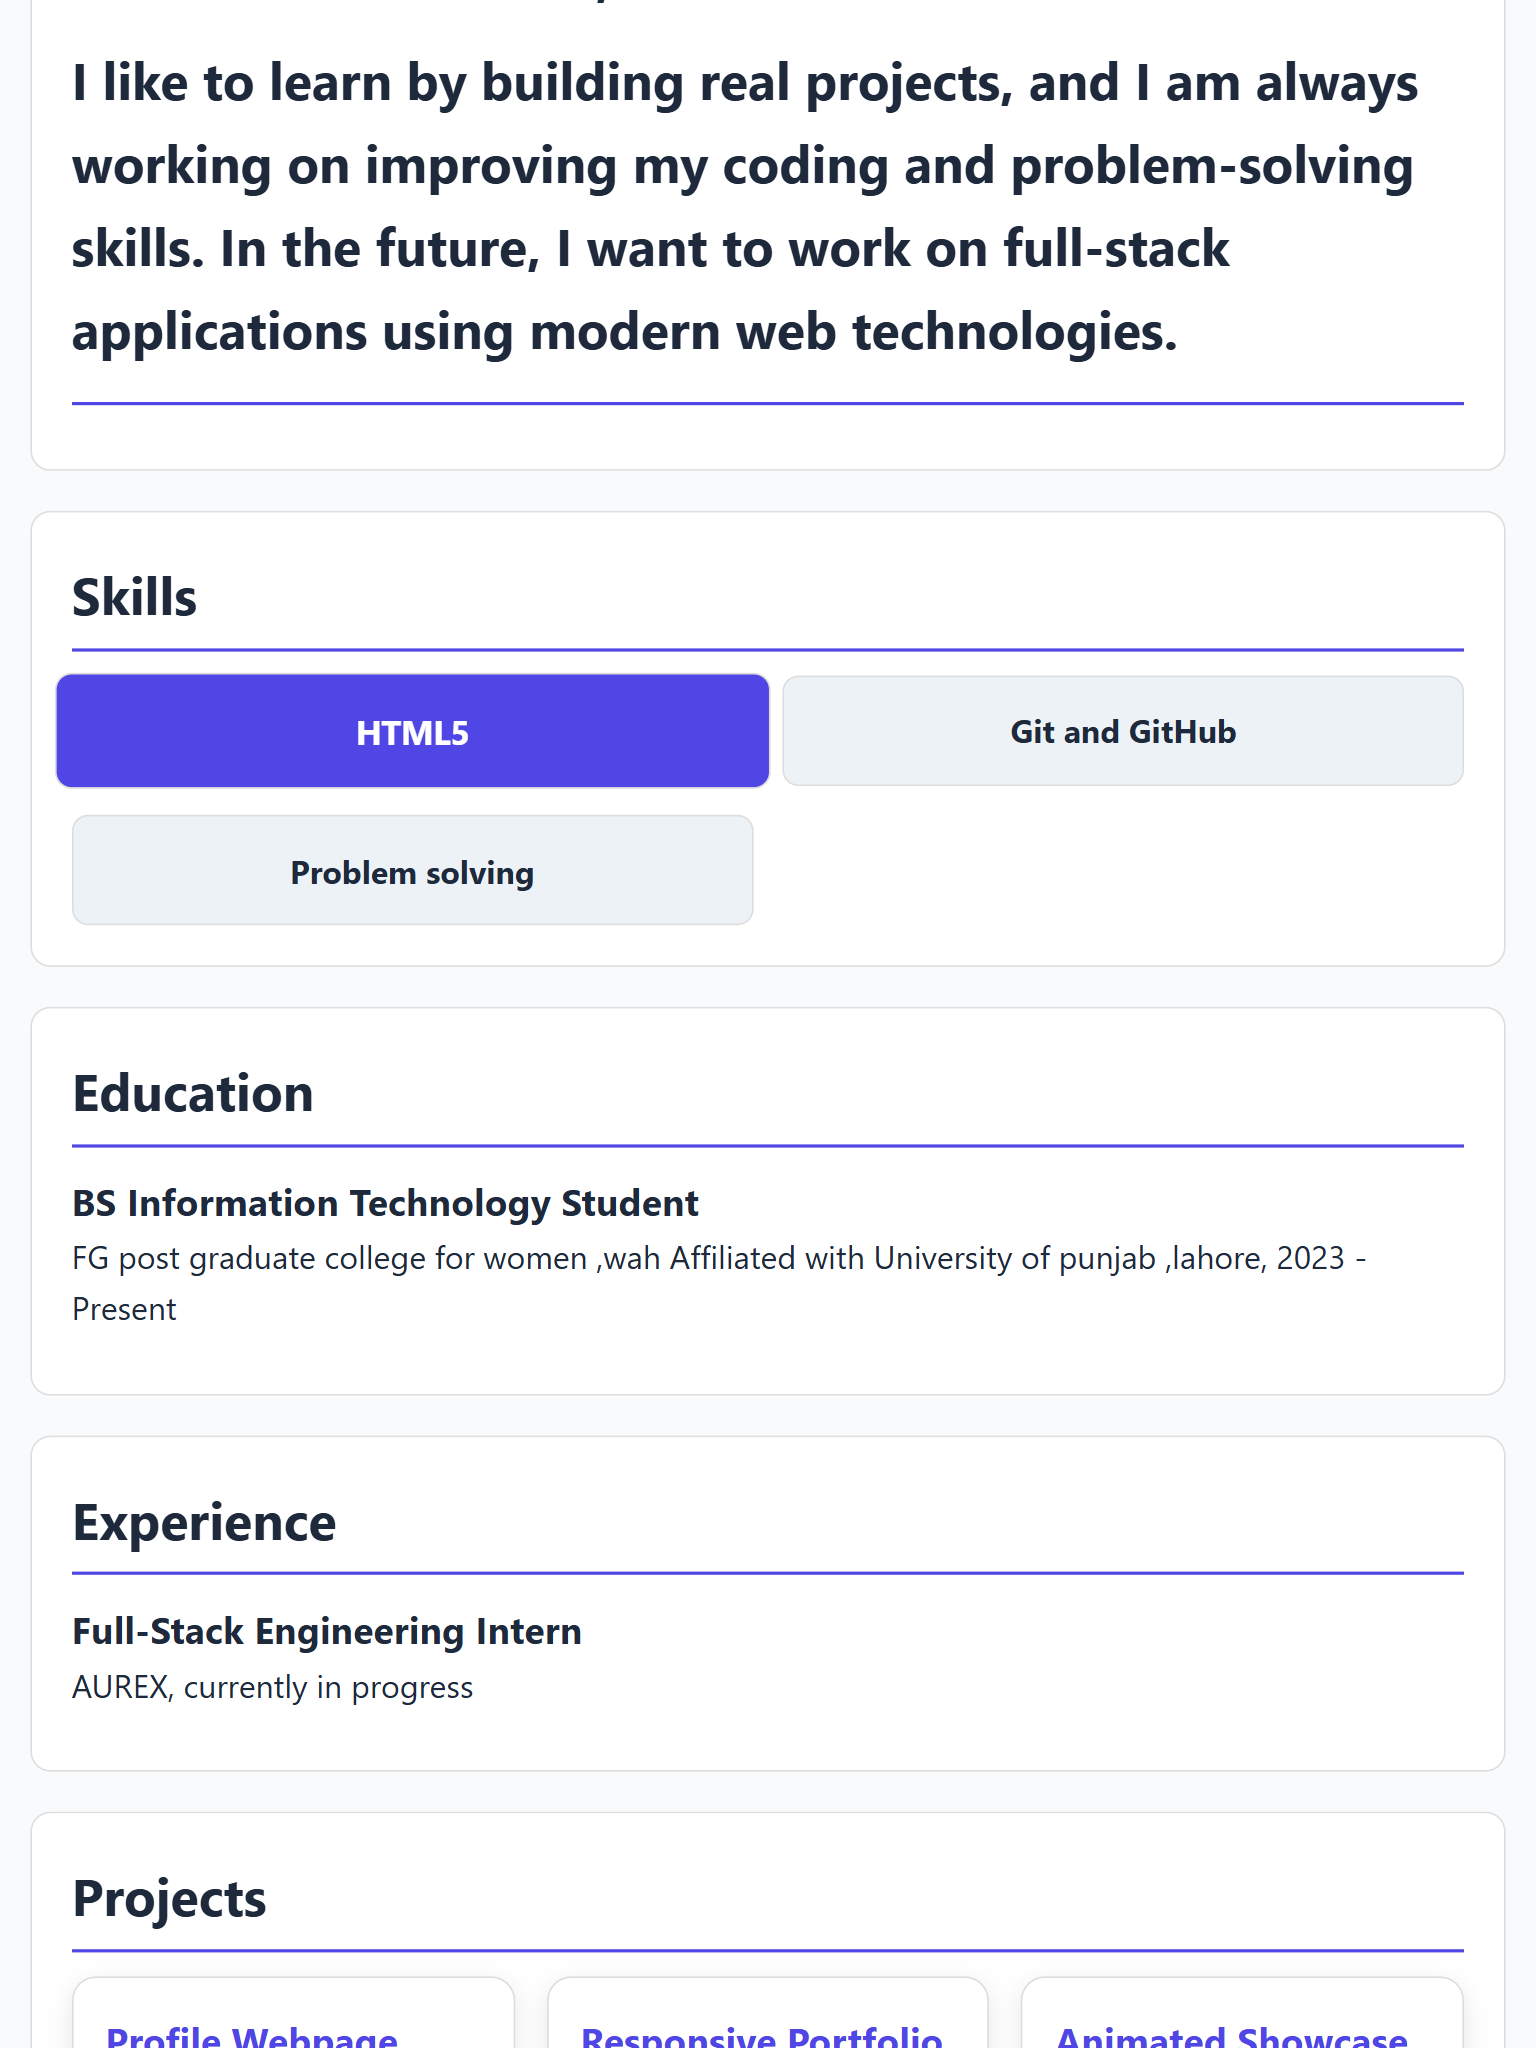 I like to learn by building real projects, and I am always
working on improving my coding and problem-solving
skills. In the future, I want to work on full-stack
applications using modern web technologies.
Skills
HTML5
Git and GitHub
Problem solving
Education
BS Information Technology Student
FG post graduate college for women ,wah Affiliated with University of punjab ,lahore, 2023 -
Present
Experience
Full-Stack Engineering Intern
AUREX, currently in progress
Projects
Profile Webpage
Responsive Portfolio
Animated Showcase